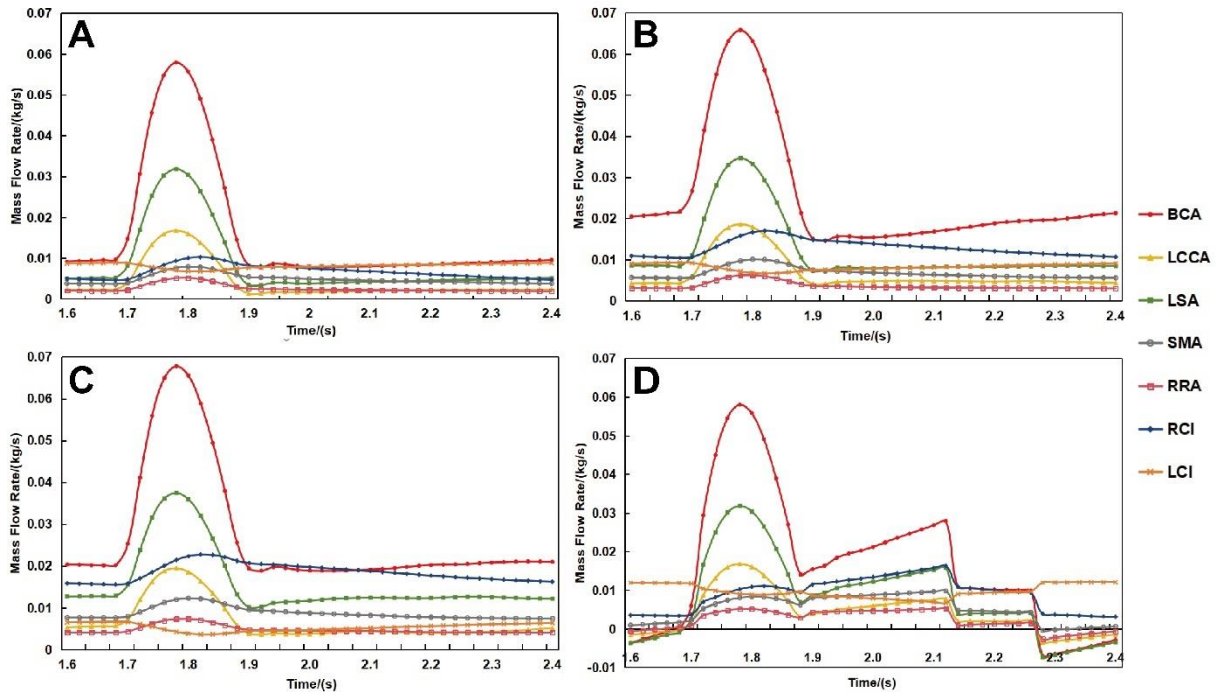 A
Mass Flow Rate/(kg/s)
0.07
0.06
0.05
0.04
0.03
0.02
0.01
0
1.6 1.7 1.8 1.9 2.0 2.1 2.2 2.3 2.4
Time/(s)
B
Mass Flow Rate/(kg/s)
0.07
0.06
0.05
0.04
0.03
0.02
0.01
0
1.6 1.7 1.8 1.9 2.0 2.1 2.2 2.3 2.4
Time/(s)
C
Mass Flow Rate/(kg/s)
0.07
0.06
0.05
0.04
0.03
0.02
0.01
0
1.6 1.7 1.8 1.9 2.0 2.1 2.2 2.3 2.4
Time/(s)
D
Mass Flow Rate/(kg/s)
0.07
0.06
0.05
0.04
0.03
0.02
0.01
0
-0.01
1.6 1.7 1.8 1.9 2.0 2.1 2.2 2.3 2.4
Time/(s)
BCA
LCCA
LSA
SMA
RRA
RCI
LCI